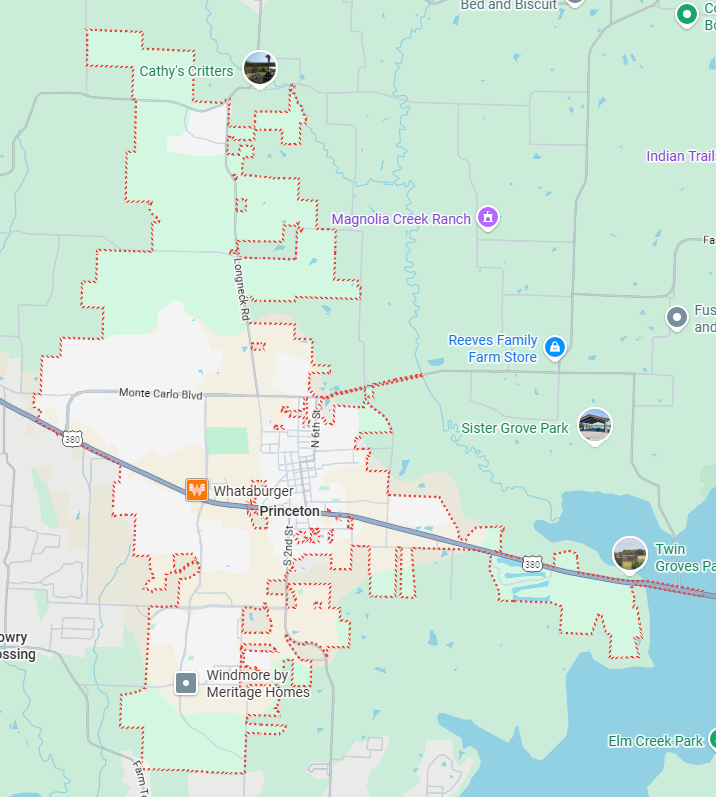 Bed and Biscuit
Co
Bo
Cathy's Critters
Indian Trail
Magnolia Creek Ranch
Fa
Longneck Rd
Fus
and
Reeves Family
Farm Store
Monte Carlo Blvd
N 6th St
Sister Grove Park
380
Whataburger
Princeton
S 2nd St
380
Twin
Groves Pa
owry
ossing
Windmore by
Meritage Homes
Elm Creek Park
Farm To